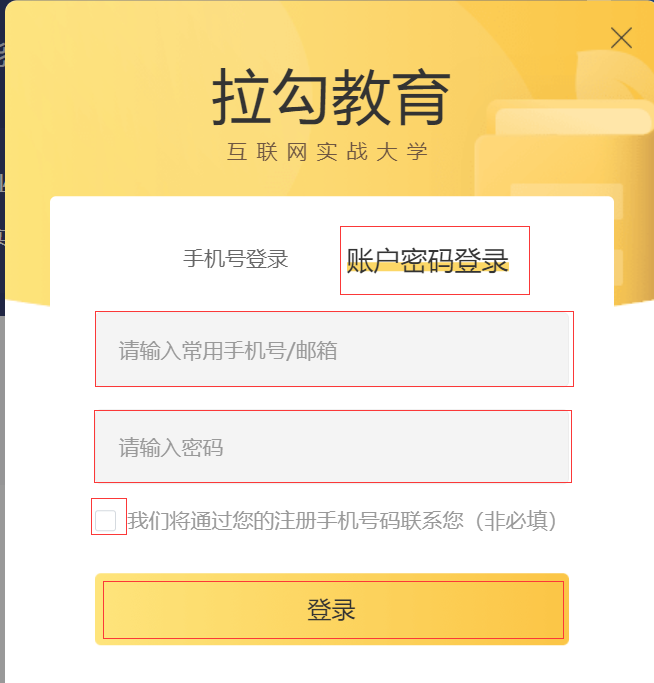 拉勾教育
互联网实战大学
手机号登录 账户密码登录
请输入常用手机号/邮箱
请输入密码
我们将通过您的注册手机号码联系您（非必填）
登录